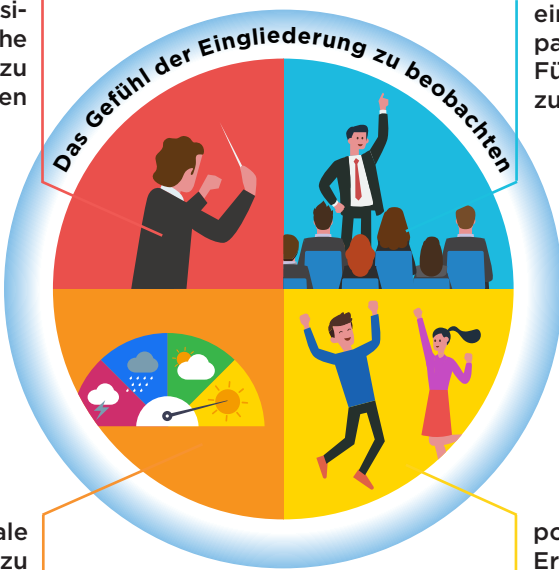 si-
he
zu
en
Das Gefühl der Eingliederung zu beobachten
ein
pa
Fü
zu
ale
zu
po
Er